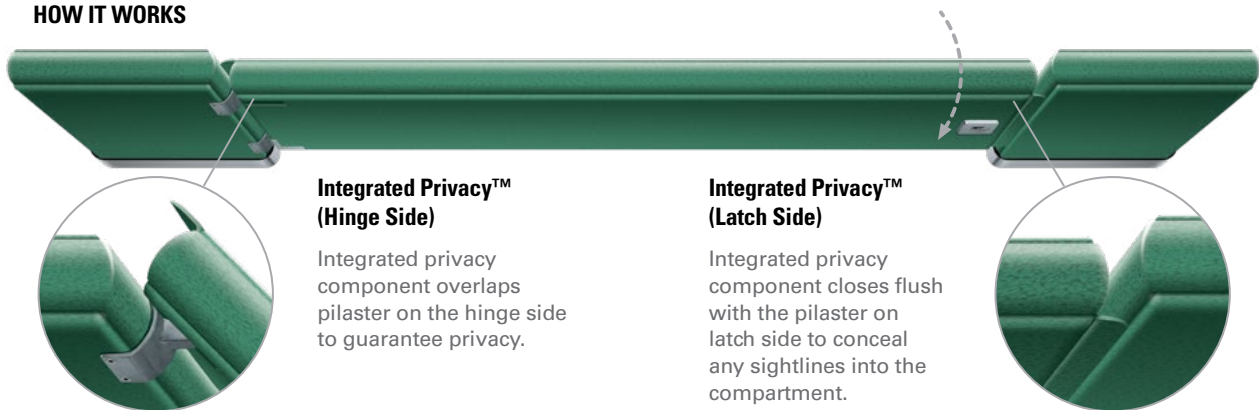 HOW IT WORKS
Integrated Privacy™
(Hinge Side)
Integrated privacy
component overlaps
pilaster on the hinge side
to guarantee privacy.
Integrated Privacy™
(Latch Side)
Integrated privacy
component closes flush
with the pilaster on
latch side to conceal
any sightlines into the
compartment.